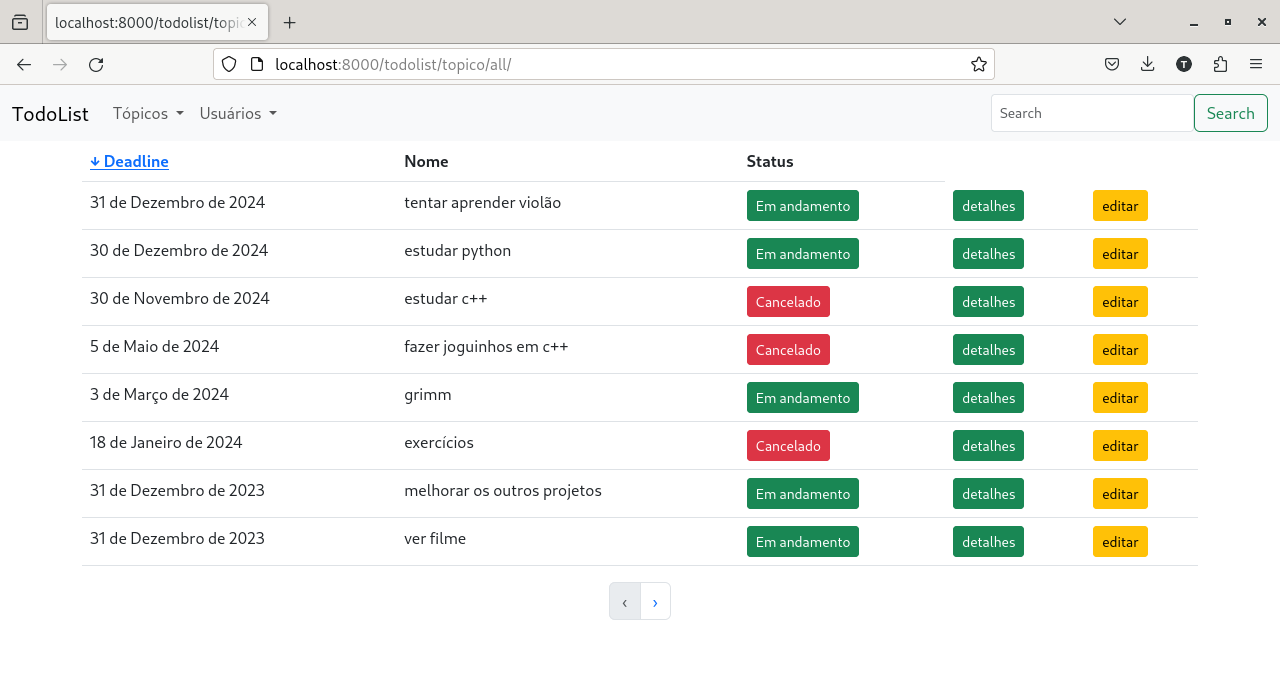 localhost:8000/todolist/topic
localhost:8000/todolist/topico/all/
T
TodoList Tópicos Usuários Search Search
↓ Deadline Nome Status
31 de Dezembro de 2024 tentar aprender violão Em andamento detalhes editar
30 de Dezembro de 2024 estudar python Em andamento detalhes editar
30 de Novembro de 2024 estudar c++ Cancelado detalhes editar
5 de Maio de 2024 fazer joguinhos em c++ Cancelado detalhes editar
3 de Março de 2024 grimm Em andamento detalhes editar
18 de Janeiro de 2024 exercícios Cancelado detalhes editar
31 de Dezembro de 2023 melhorar os outros projetos Em andamento detalhes editar
31 de Dezembro de 2023 ver filme Em andamento detalhes editar
‹ ›